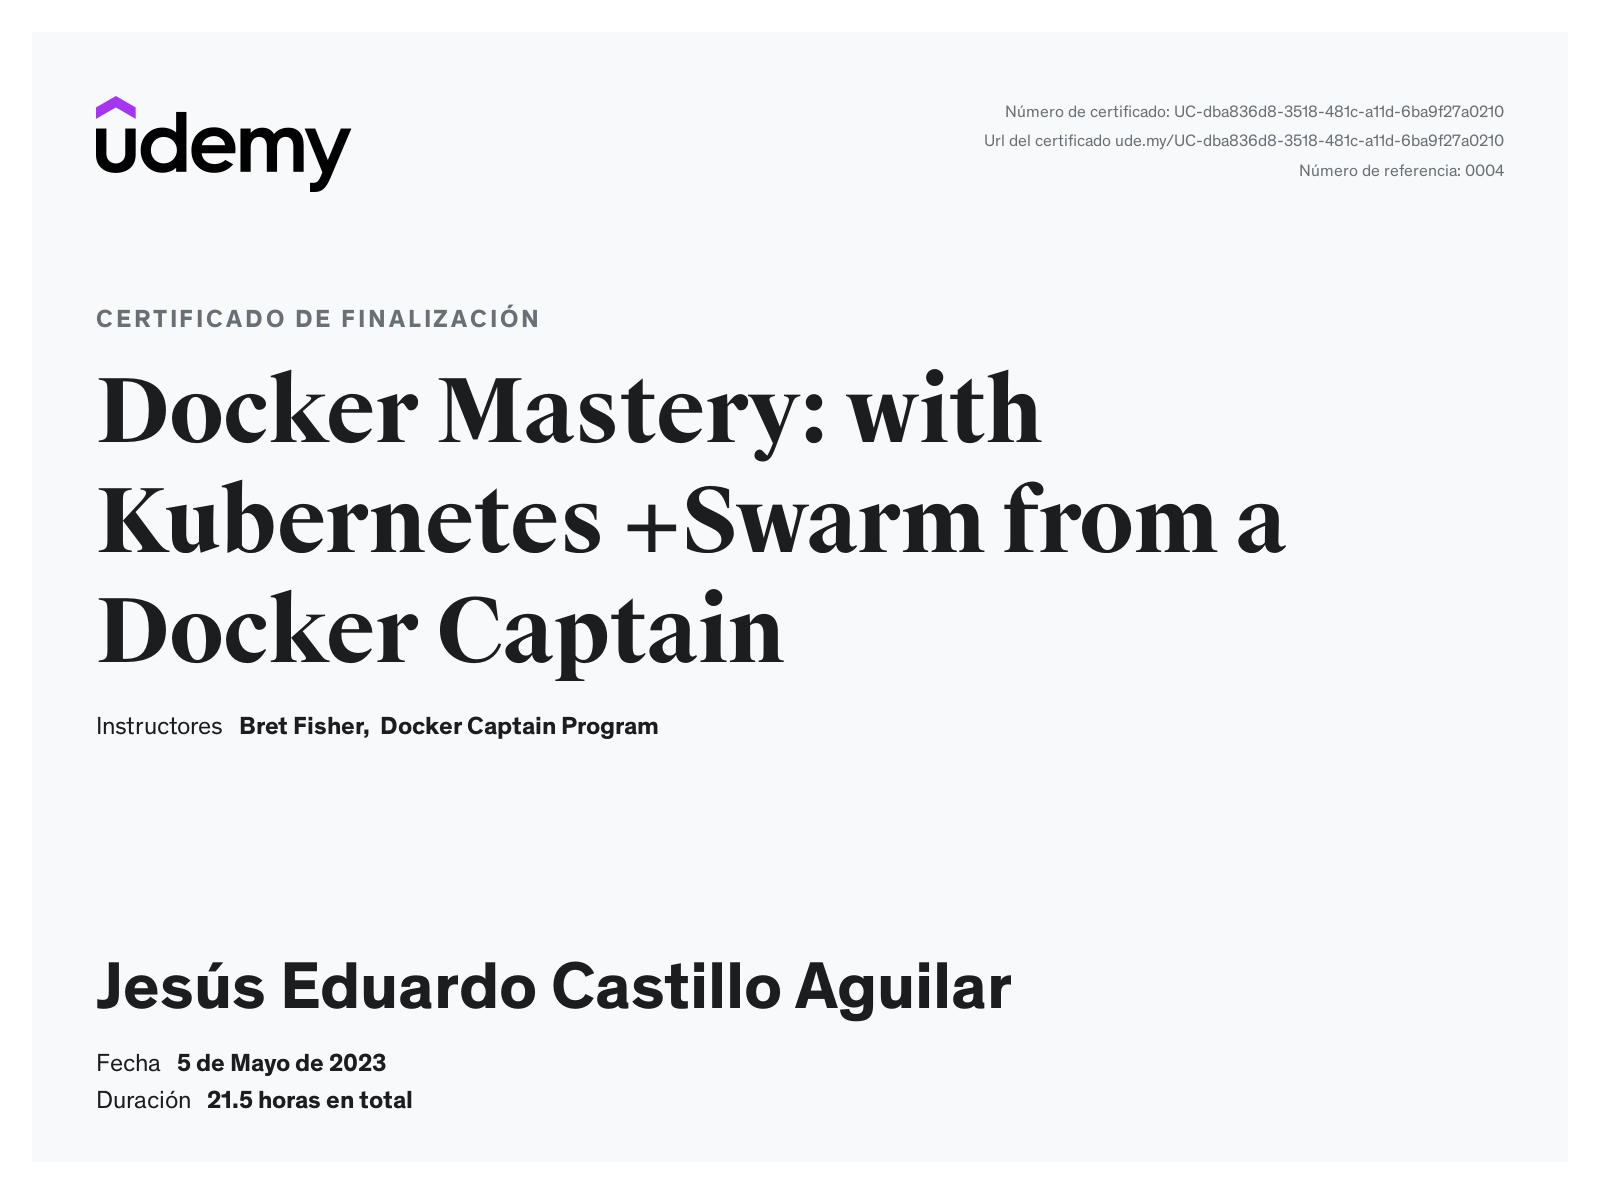 udemy
Número de certificado: UC-dba836d8-3518-481c-a11d-6ba9f27a0210
Url del certificado ude.my/UC-dba836d8-3518-481c-a11d-6ba9f27a0210
Número de referencia: 0004
CERTIFICADO DE FINALIZACIÓN
Docker Mastery: with
Kubernetes +Swarm from a
Docker Captain
Instructores Bret Fisher, Docker Captain Program
Jesús Eduardo Castillo Aguilar
Fecha 5 de Mayo de 2023
Duración 21.5 horas en total